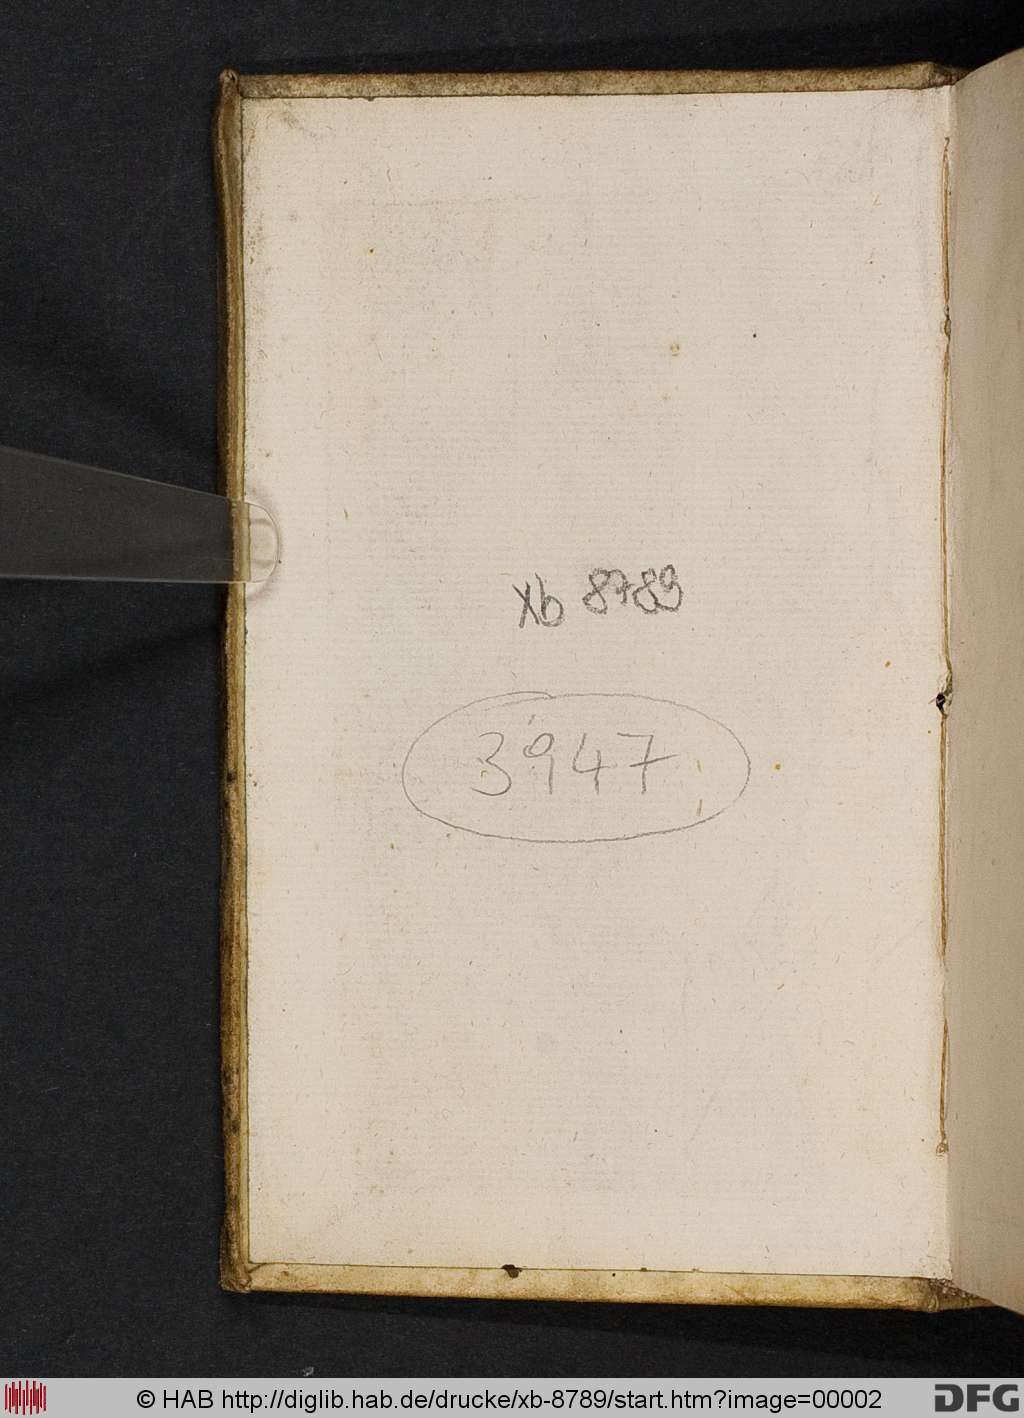 Xb 8789
3947
© HAB http://diglib.hab.de/drucke/xb-8789/start.htm?image=00002
DFG